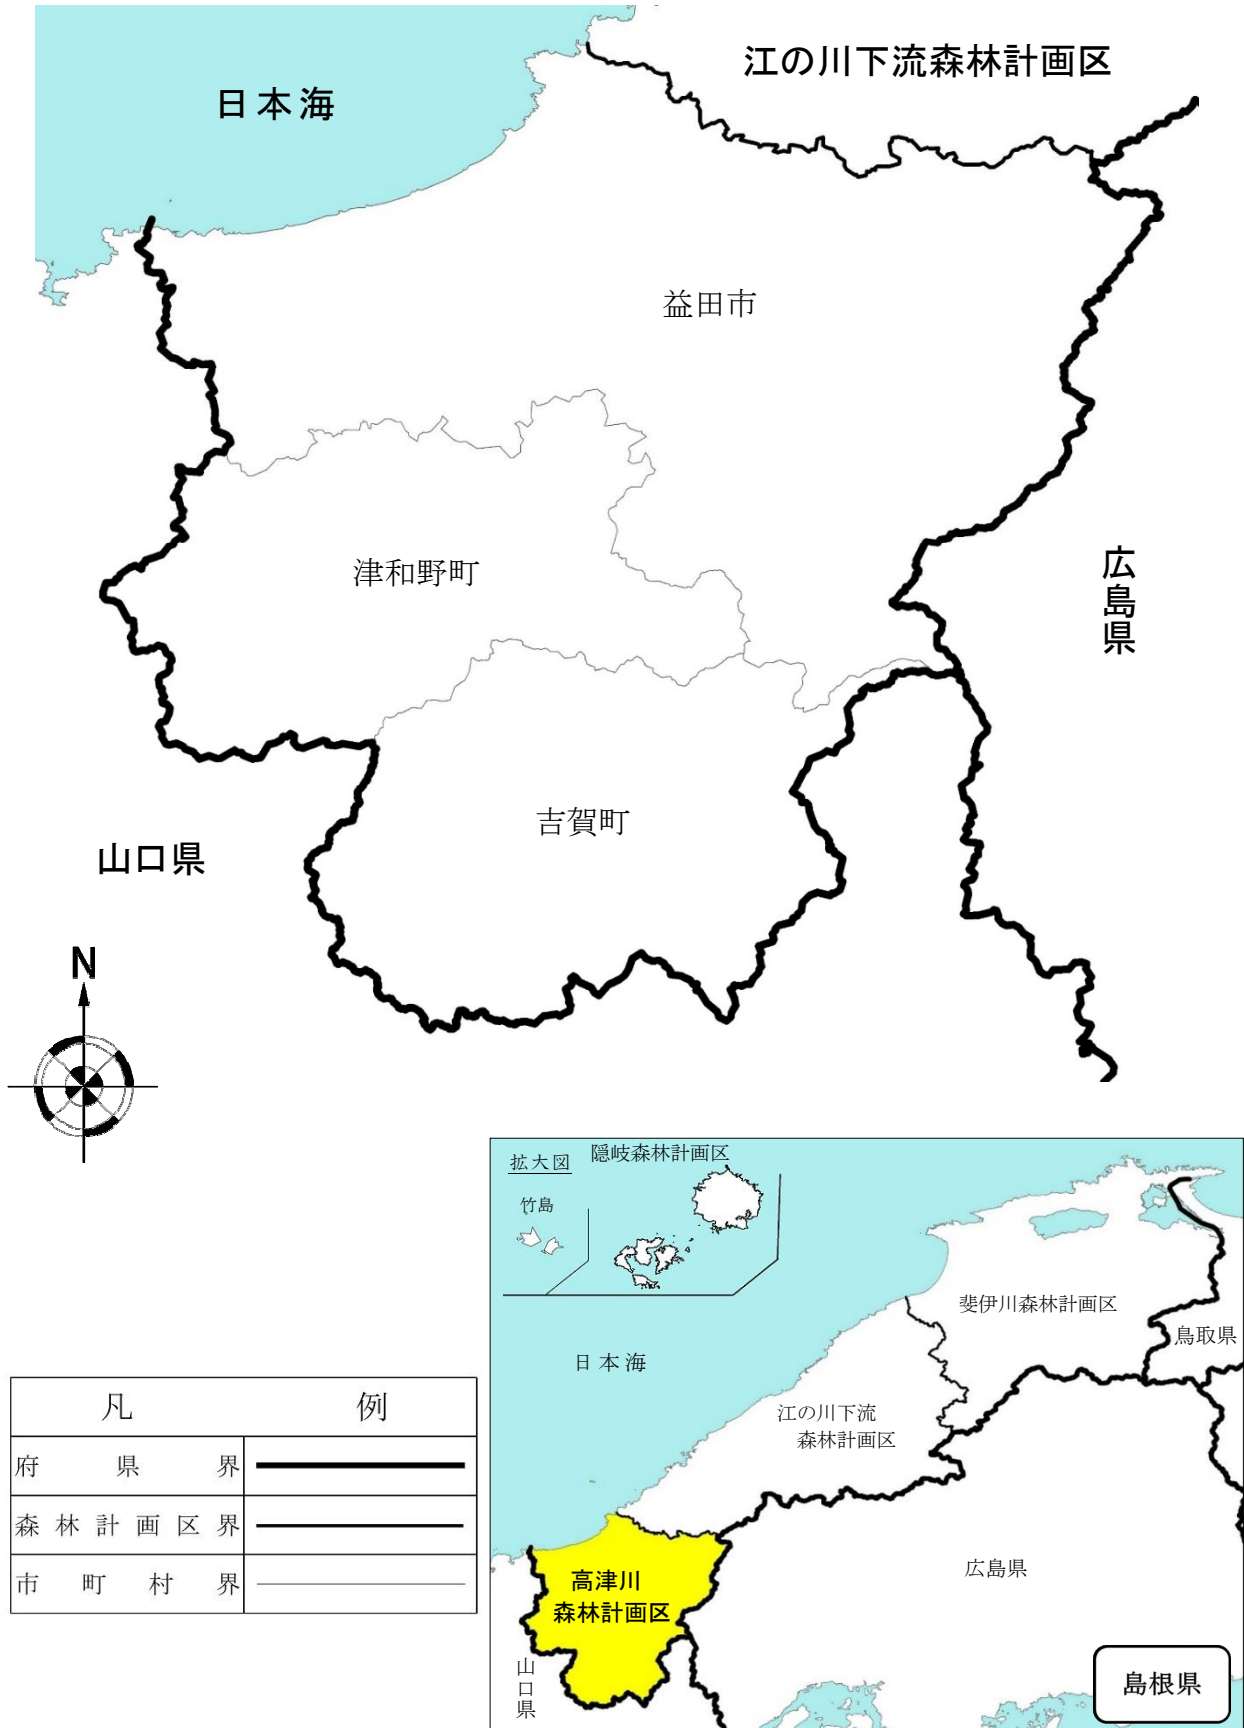 江の川下流森林計画区
日本海
益田市
津和野町
広島県
吉賀町
山口県
N
拡大図
隠岐森林計画区
竹島
斐伊川森林計画区
鳥取県
日本海
江の川下流
森林計画区
広島県
高津川
森林計画区
山口県
島根県
凡例
府県界
森林計画区界
市町村界